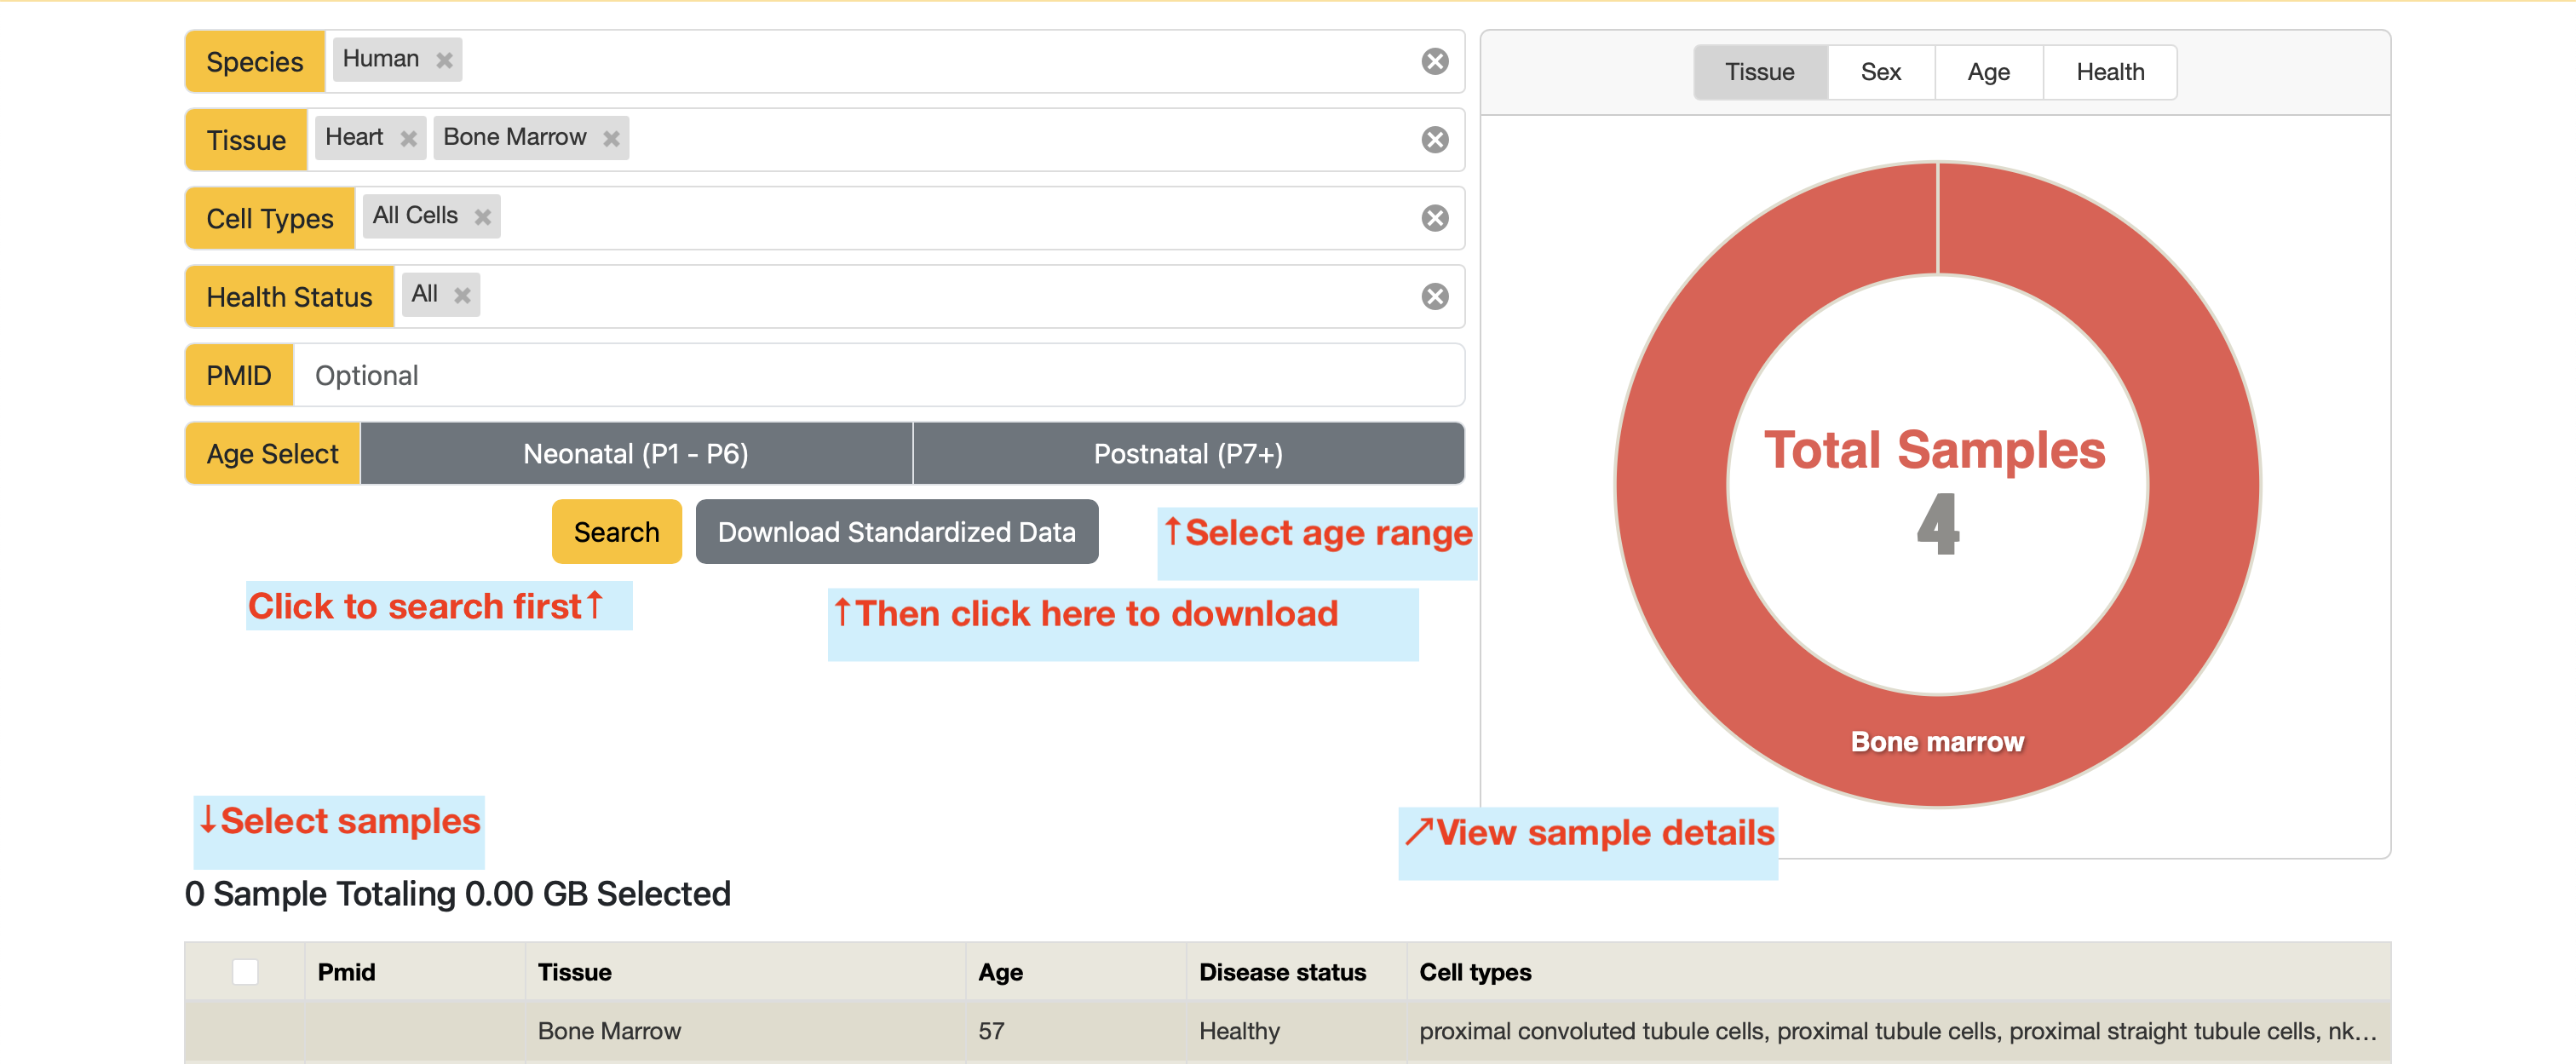 Species Human
Tissue Heart Bone Marrow
Cell Types All Cells
Health Status All
PMID Optional
Age Select Neonatal (P1 - P6) Postnatal (P7+)
Search Download Standardized Data
↑Select age range
Click to search first↑
↑Then click here to download
Tissue Sex Age Health
Total Samples
4
Bone marrow
↓Select samples
↗View sample details
0 Sample Totaling 0.00 GB Selected
Pmid Tissue Age Disease status Cell types
Bone Marrow 57 Healthy proximal convoluted tubule cells, proximal tubule cells, proximal straight tubule cells, nk...